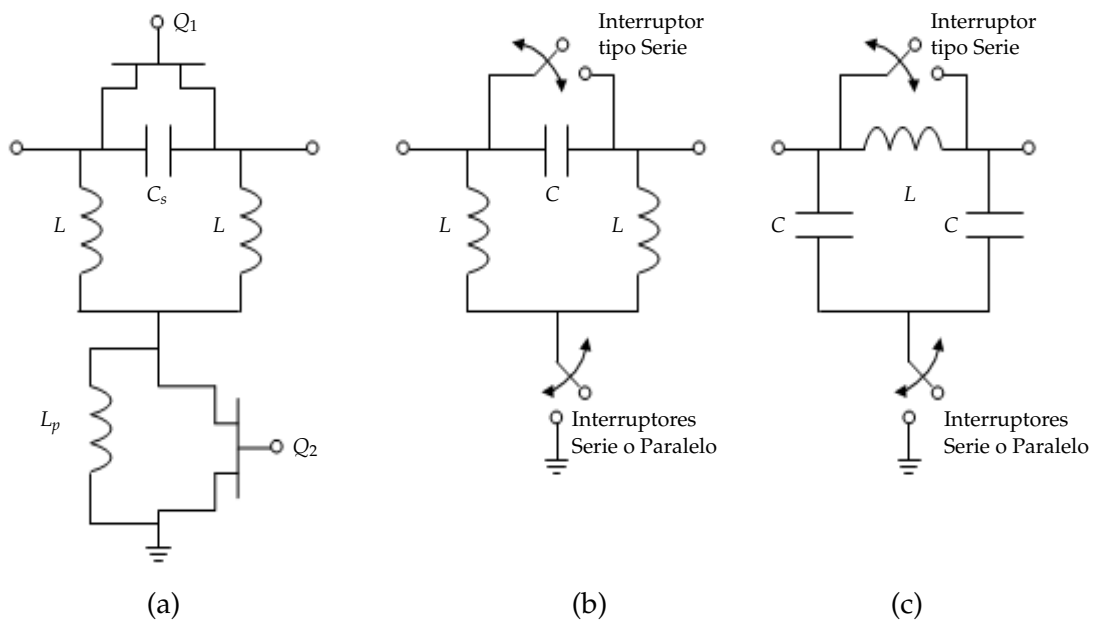 Q1
Cs
L
L
Lp
Q2
(a)
Interruptor
tipo Serie
C
L
L
Interruptores
Serie o Paralelo
(b)
Interruptor
tipo Serie
L
C
C
Interruptores
Serie o Paralelo
(c)